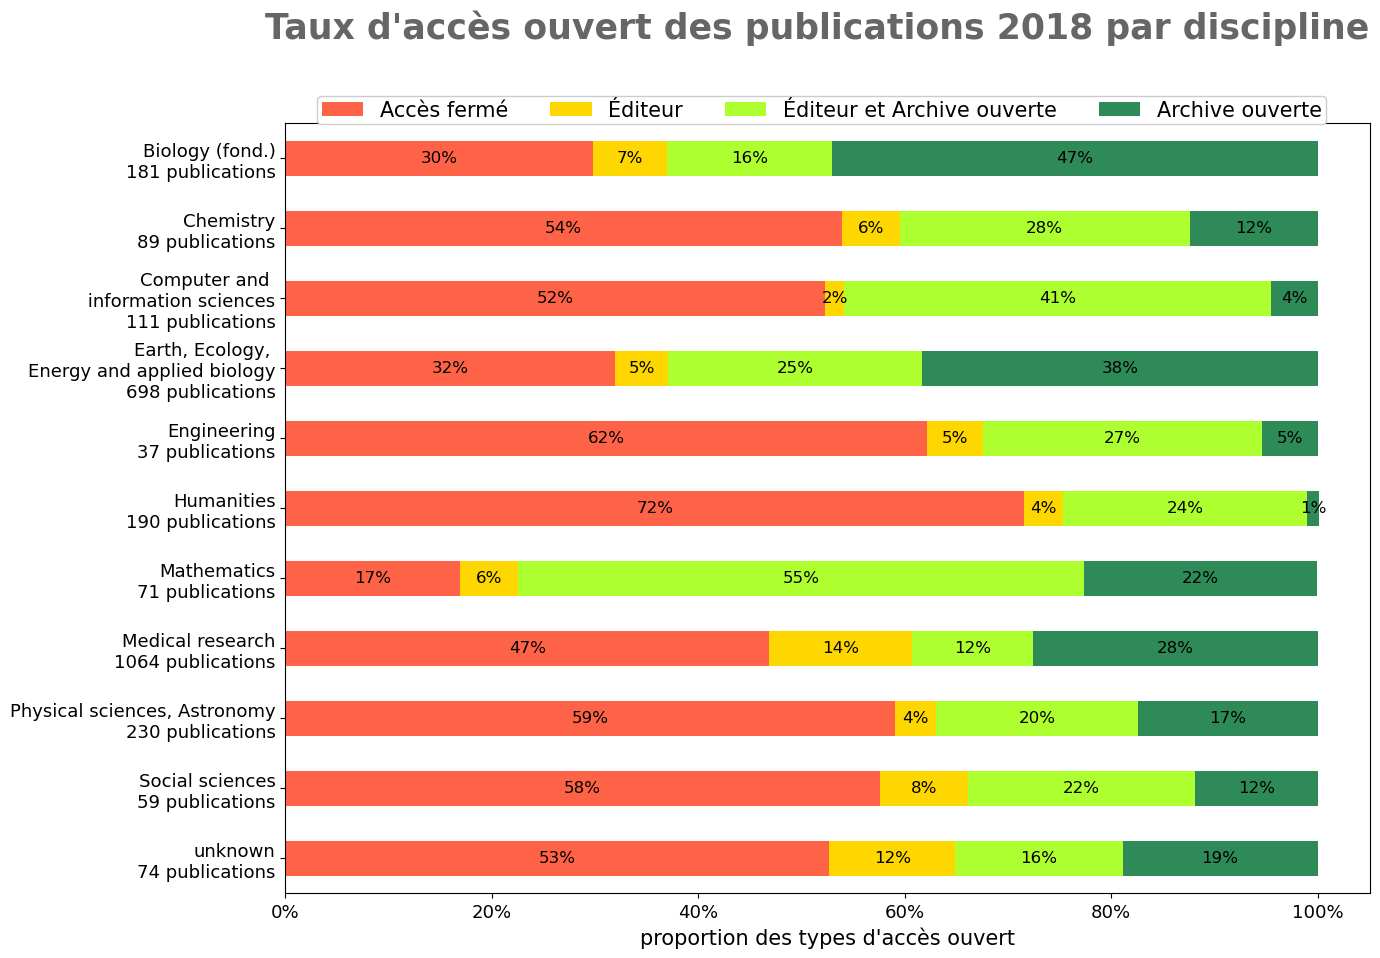 Taux d'accès ouvert des publications 2018 par discipline
Accès fermé Éditeur Éditeur et Archive ouverte Archive ouverte
Biology (fond.)
181 publications
30% 7% 16% 47%
Chemistry
89 publications
54% 6% 28% 12%
Computer and
information sciences
111 publications
52% 2% 41% 4%
Earth, Ecology,
Energy and applied biology
698 publications
32% 5% 25% 38%
Engineering
37 publications
62% 5% 27% 5%
Humanities
190 publications
72% 4% 24% 1%
Mathematics
71 publications
17% 6% 55% 22%
Medical research
1064 publications
47% 14% 12% 28%
Physical sciences, Astronomy
230 publications
59% 4% 20% 17%
Social sciences
59 publications
58% 8% 22% 12%
unknown
74 publications
53% 12% 16% 19%
0% 20% 40% 60% 80% 100%
proportion des types d'accès ouvert